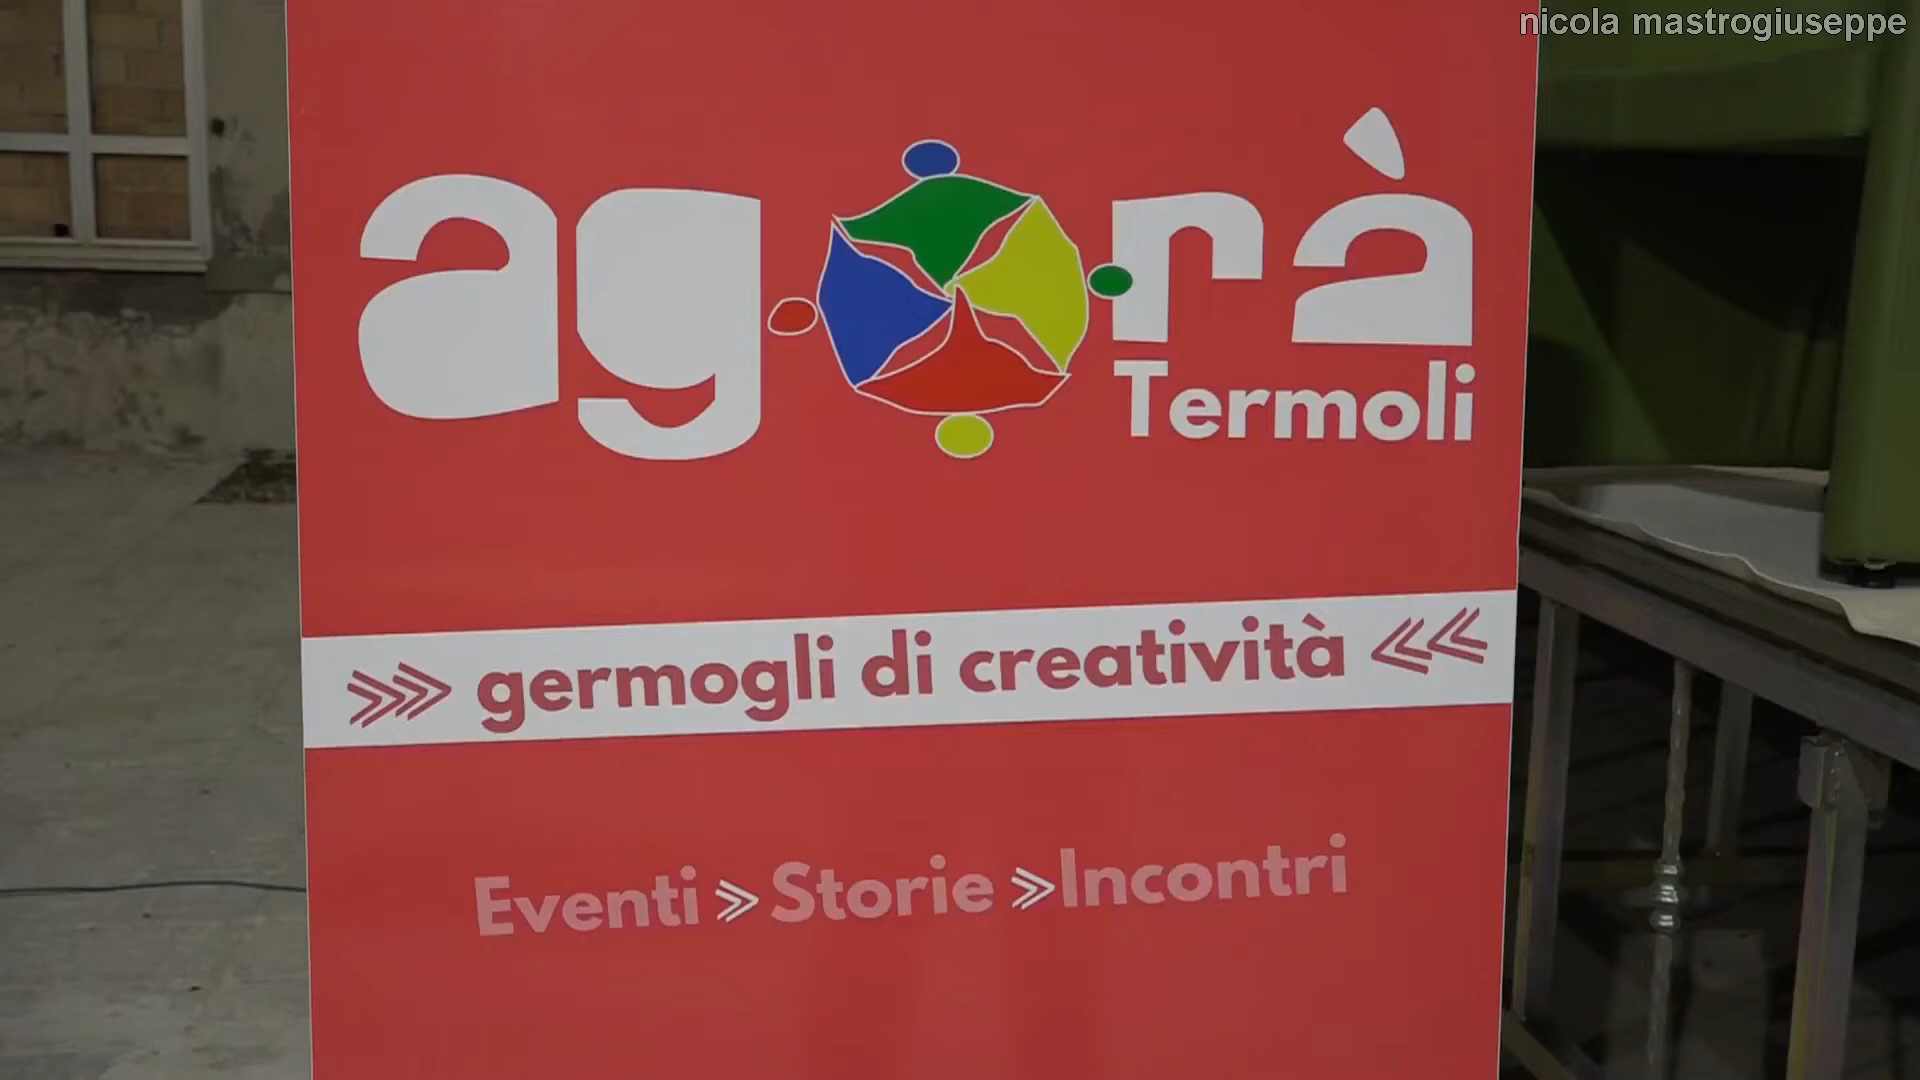 nicola mastrogiuseppe
agorà
Termoli
>>> germogli di creatività <<
Eventi >> Storie >> Incontri